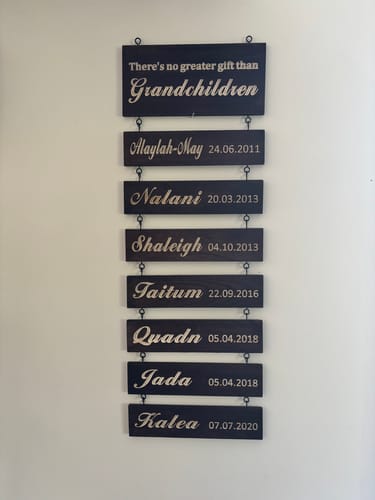 There's no greater gift than
Grandchildren
Alaylah-May 24.06.2011
Nalani 20.03.2013
Shaleigh 04.10.2013
Taitum 22.09.2016
Quadn 05.04.2018
Jada 05.04.2018
Kalea 07.07.2020